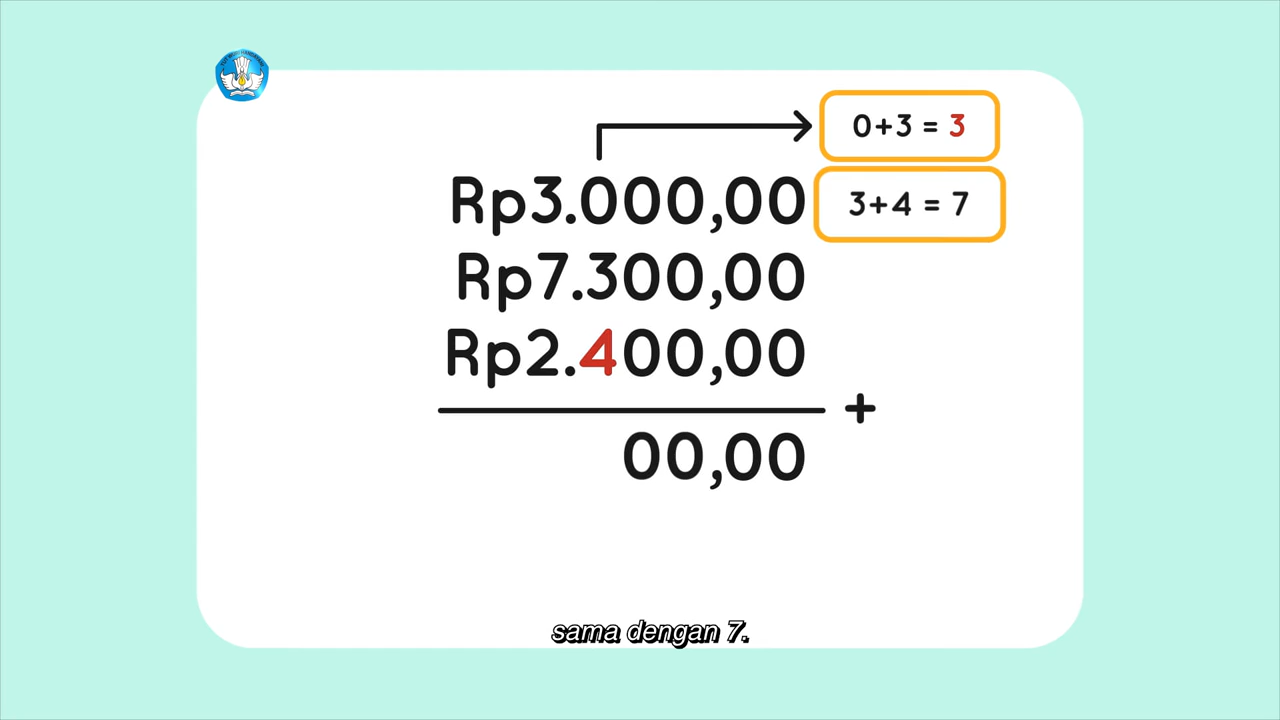 0+3 = 3
Rp3.000,00
3+4 = 7
Rp7.300,00
Rp2.400,00
+
00,00
sama dengan 7.